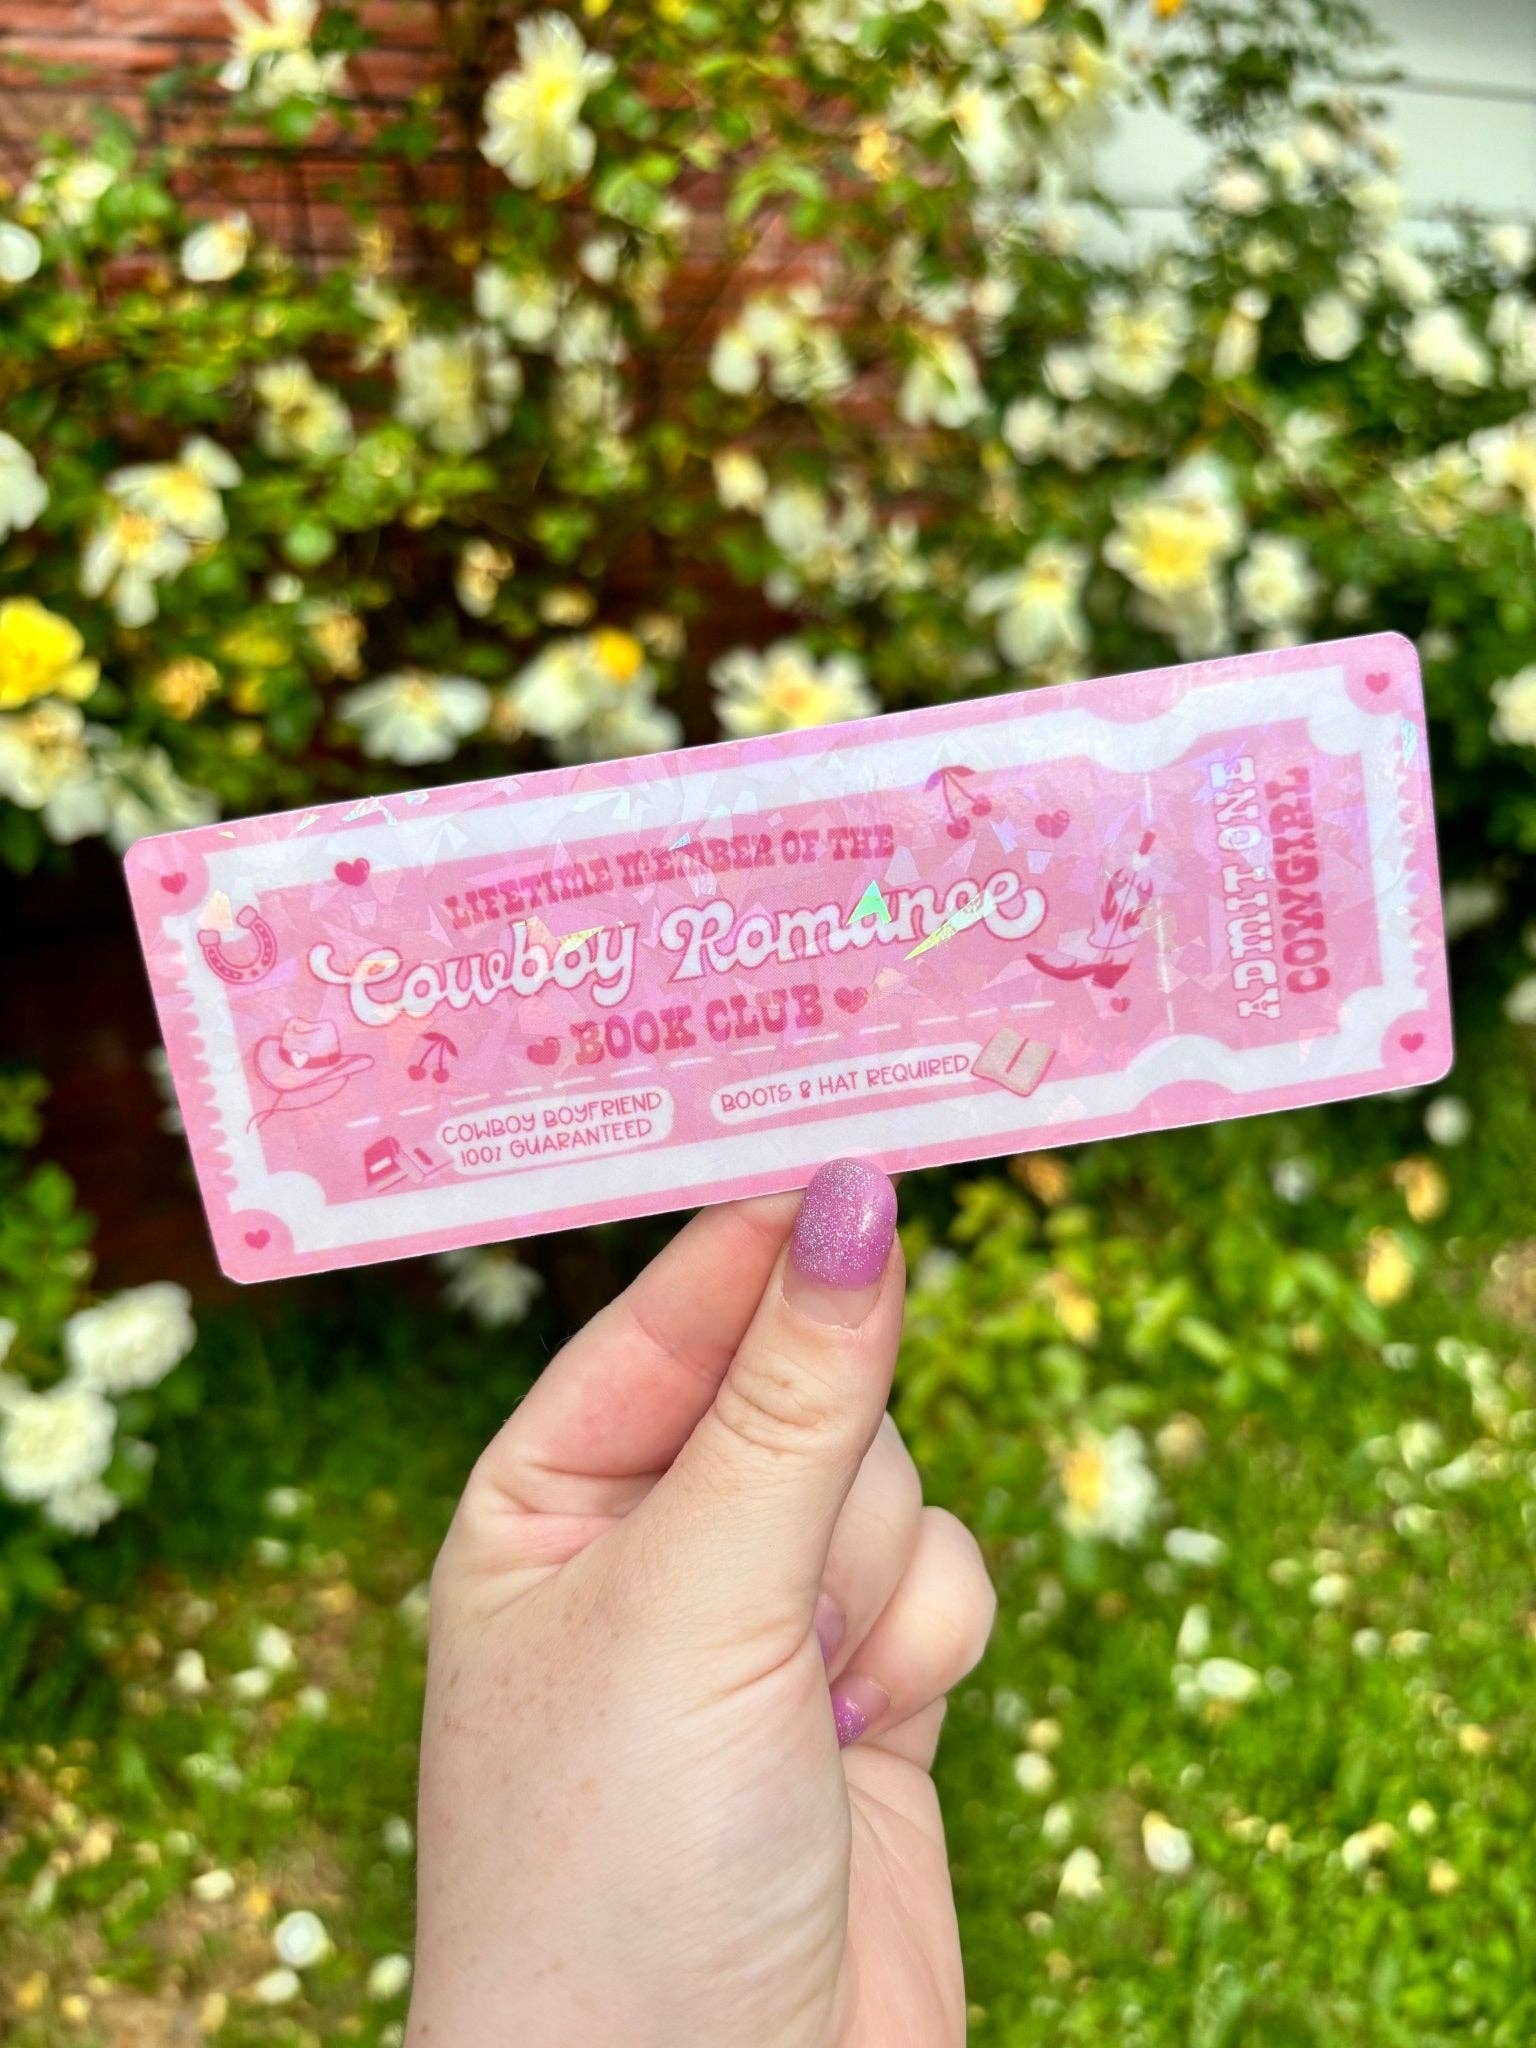 LIFETIME MEMBER OF THE
Cowboy Romance
BOOK CLUB
COWBOY BOYFRIEND
100% GUARANTEED
BOOTS & HAT REQUIRED
ADMIT ONE
COWGIRL